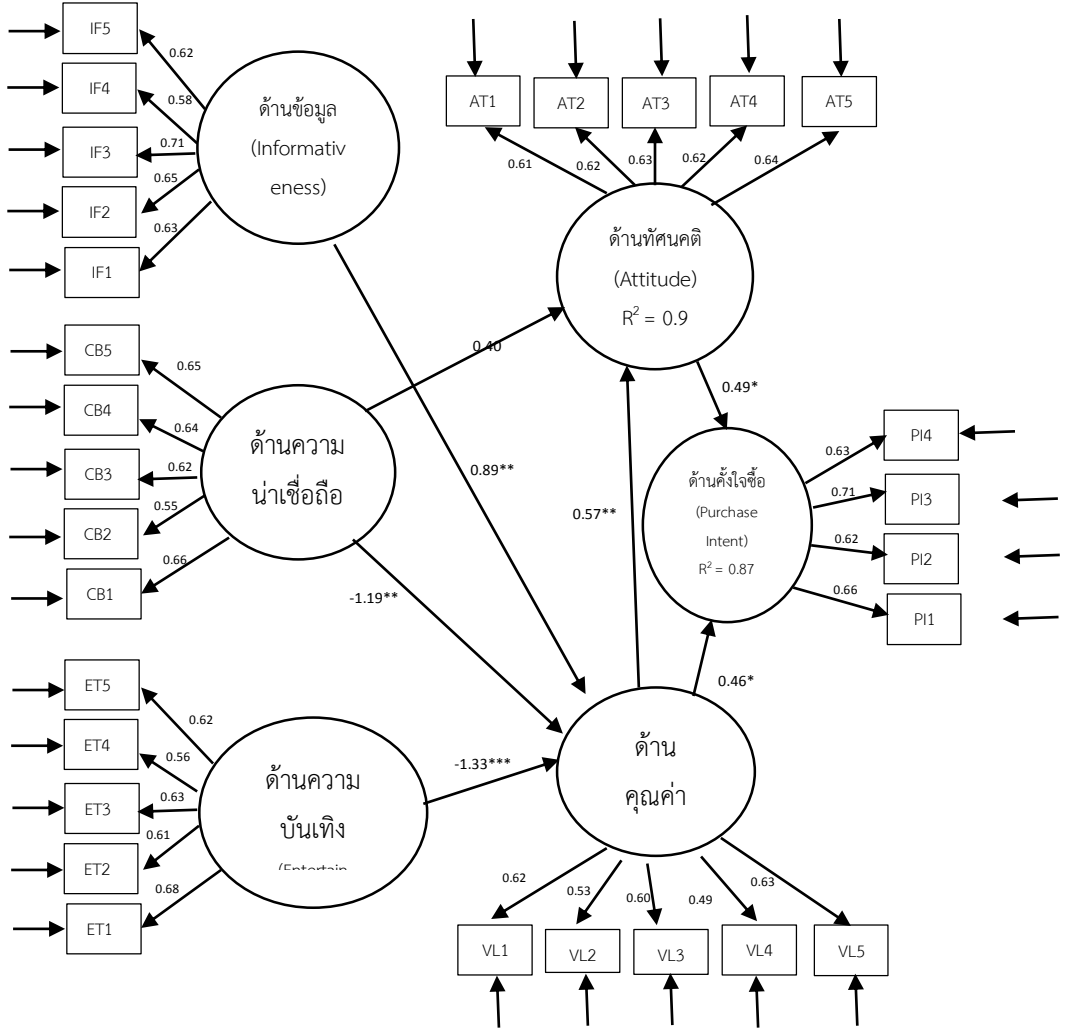 IF5
0.62
IF4
0.58
IF3
0.71
IF2
0.65
IF1
0.63
ด้านข้อมูล
(Informativ
eness)
AT1
AT2
AT3
AT4
AT5
0.61
0.62
0.63
0.62
0.64
ด้านทัศนคติ
(Attitude)
R² = 0.9
CB5
0.65
CB4
0.64
CB3
0.62
CB2
0.55
CB1
0.66
ด้านความ
น่าเชื่อถือ
0.40
0.89**
-1.19**
0.57**
0.49*
ด้านคั้งใจซื้อ
(Purchase
Intent)
R² = 0.87
0.63
PI4
0.71
PI3
0.62
PI2
0.66
PI1
0.46*
ET5
0.62
ET4
0.56
ET3
0.63
ET2
0.61
ET1
0.68
ด้านความ
บันเทิง
(Entertain
-1.33***
ด้าน
คุณค่า
0.62
0.53
0.60
0.49
0.63
VL1
VL2
VL3
VL4
VL5